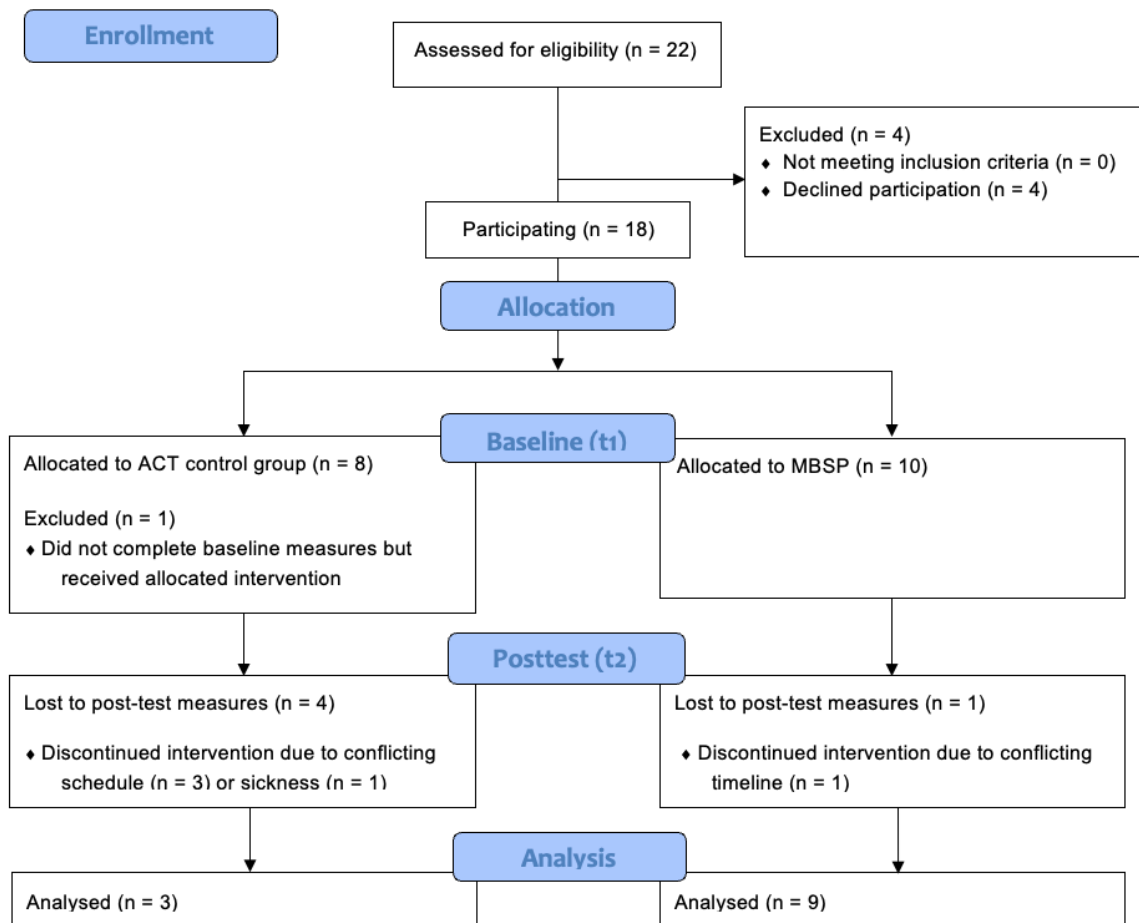 Enrollment
Assessed for eligibility (n = 22)
Excluded (n = 4)
♦ Not meeting inclusion criteria (n = 0)
♦ Declined participation (n = 4)
Participating (n = 18)
Allocation
Baseline (t1)
Allocated to ACT control group (n = 8)
Excluded (n = 1)
♦ Did not complete baseline measures but
received allocated intervention
Allocated to MBSP (n = 10)
Posttest (t2)
Lost to post-test measures (n = 4)
♦ Discontinued intervention due to conflicting
schedule (n = 3) or sickness (n = 1)
Lost to post-test measures (n = 1)
♦ Discontinued intervention due to conflicting
timeline (n = 1)
Analysis
Analysed (n = 3)
Analysed (n = 9)